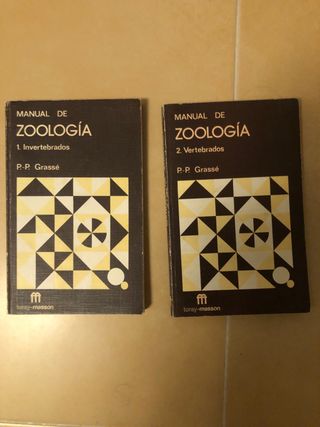 MANUAL DE
ZOOLOGÍA
1. Invertebrados
P.-P. Grassé
toray-masson
MANUAL DE
ZOOLOGÍA
2. Vertebrados
P.-P. Grassé
toray-masson